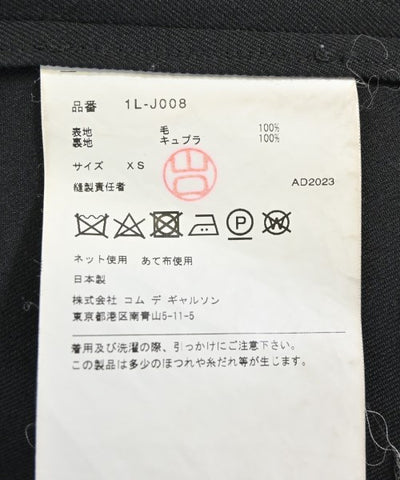 品番 1L-J008
表地 毛 100%
裏地 キュプラ 100%
サイズ XS
縫製責任者
AD2023
P
W
ネット使用 あて布使用
日本製
株式会社 コム デ ギャルソン
東京都港区南青山5-11-5
着用及び洗濯の際、引っかけにご注意下さい。
この製品は多少のほつれや糸だれ等が生じます。